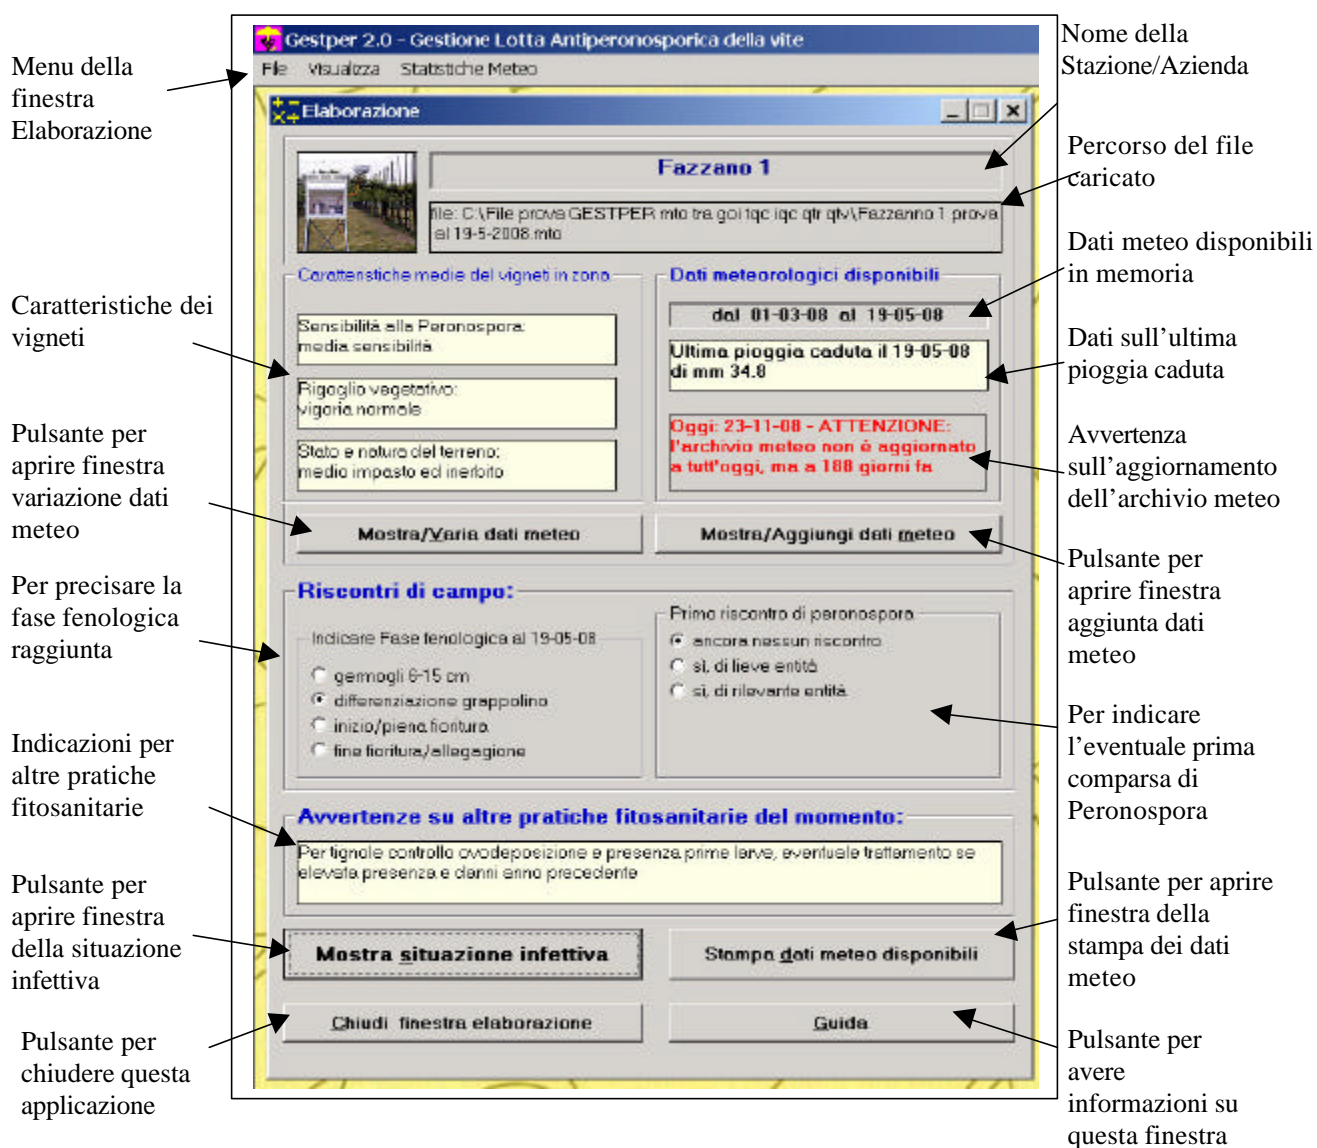 Menu della
finestra
Elaborazione
Caratteristiche dei
vigneti
Pulsante per
aprire finestra
variazione dati
meteo
Per precisare la
fase fenologica
raggiunta
Indicazioni per
altre pratiche
fitosanitarie
Pulsante per
aprire finestra
della situazione
infettiva
Pulsante per
chiudere questa
applicazione
Gestper 2.0 - Gestione Lotta Antiperonosporica della vite
File Visualizza Statistiche Meteo
Elaborazione
Fazzano 1
file: C:\File prova GESTPER mto tra goi tqc iqc qtr qtv\Fazzanno 1 prova
al 19-5-2008.mto
Caratteristiche medie dei vigneti in zona
Sensibilità alla Peronospora:
media sensibilità
Rigoglio vegetativo:
vigoria normale
Stato e natura del terreno:
medio impasto ed inerbito
Dati meteorologici disponibili
dal 01-03-08 al 19-05-08
Ultima pioggia caduta il 19-05-08
di mm 34.8
Oggi: 23-11-08 - ATTENZIONE:
l'archivio meteo non è aggiornato
a tutt'oggi, ma a 188 giorni fa
Mostra/Varia dati meteo
Mostra/Aggiungi dati meteo
Riscontri di campo:
Indicare Fase fenologica al 19-05-08
germogli 6-15 cm
differenziazione grappolino
inizio/piena fioritura
fine fioritura/allegagione
Primo riscontro di peronospora
ancora nessun riscontro
sì, di lieve entità
sì, di rilevante entità
Avvertenze su altre pratiche fitosanitarie del momento:
Per tignole controllo ovodeposizione e presenza prime larve, eventuale trattamento se
elevata presenza e danni anno precedente
Mostra situazione infettiva
Stampa dati meteo disponibili
Chiudi finestra elaborazione
Guida
Nome della
Stazione/Azienda
Percorso del file
caricato
Dati meteo disponibili
in memoria
Dati sull'ultima
pioggia caduta
Avvertenza
sull'aggiornamento
dell'archivio meteo
Pulsante per
aprire finestra
aggiunta dati
meteo
Per indicare
l'eventuale prima
comparsa di
Peronospora
Pulsante per aprire
finestra della
stampa dei dati
meteo
Pulsante per
avere
informazioni su
questa finestra